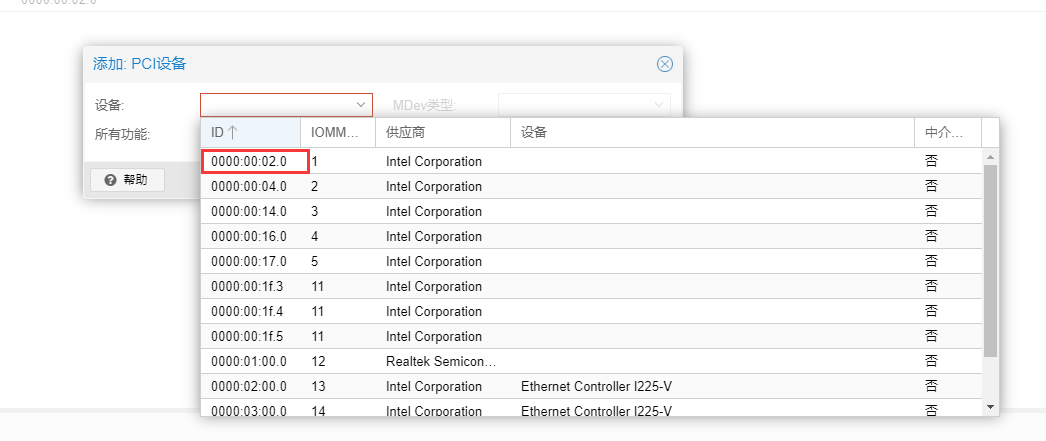 0000:00:02.0
添加: PCI设备
设备:
MDev类型:
所有功能:
ID IOMM... 供应商 设备 中介...
0000:00:02.0 1 Intel Corporation 否
0000:00:04.0 2 Intel Corporation 否
0000:00:14.0 3 Intel Corporation 否
0000:00:16.0 4 Intel Corporation 否
0000:00:17.0 5 Intel Corporation 否
0000:00:1f.3 11 Intel Corporation 否
0000:00:1f.4 11 Intel Corporation 否
0000:00:1f.5 11 Intel Corporation 否
0000:01:00.0 12 Realtek Semicon... 否
0000:02:00.0 13 Intel Corporation Ethernet Controller I225-V 否
0000:03:00.0 14 Intel Corporation Ethernet Controller I225-V 否
帮助